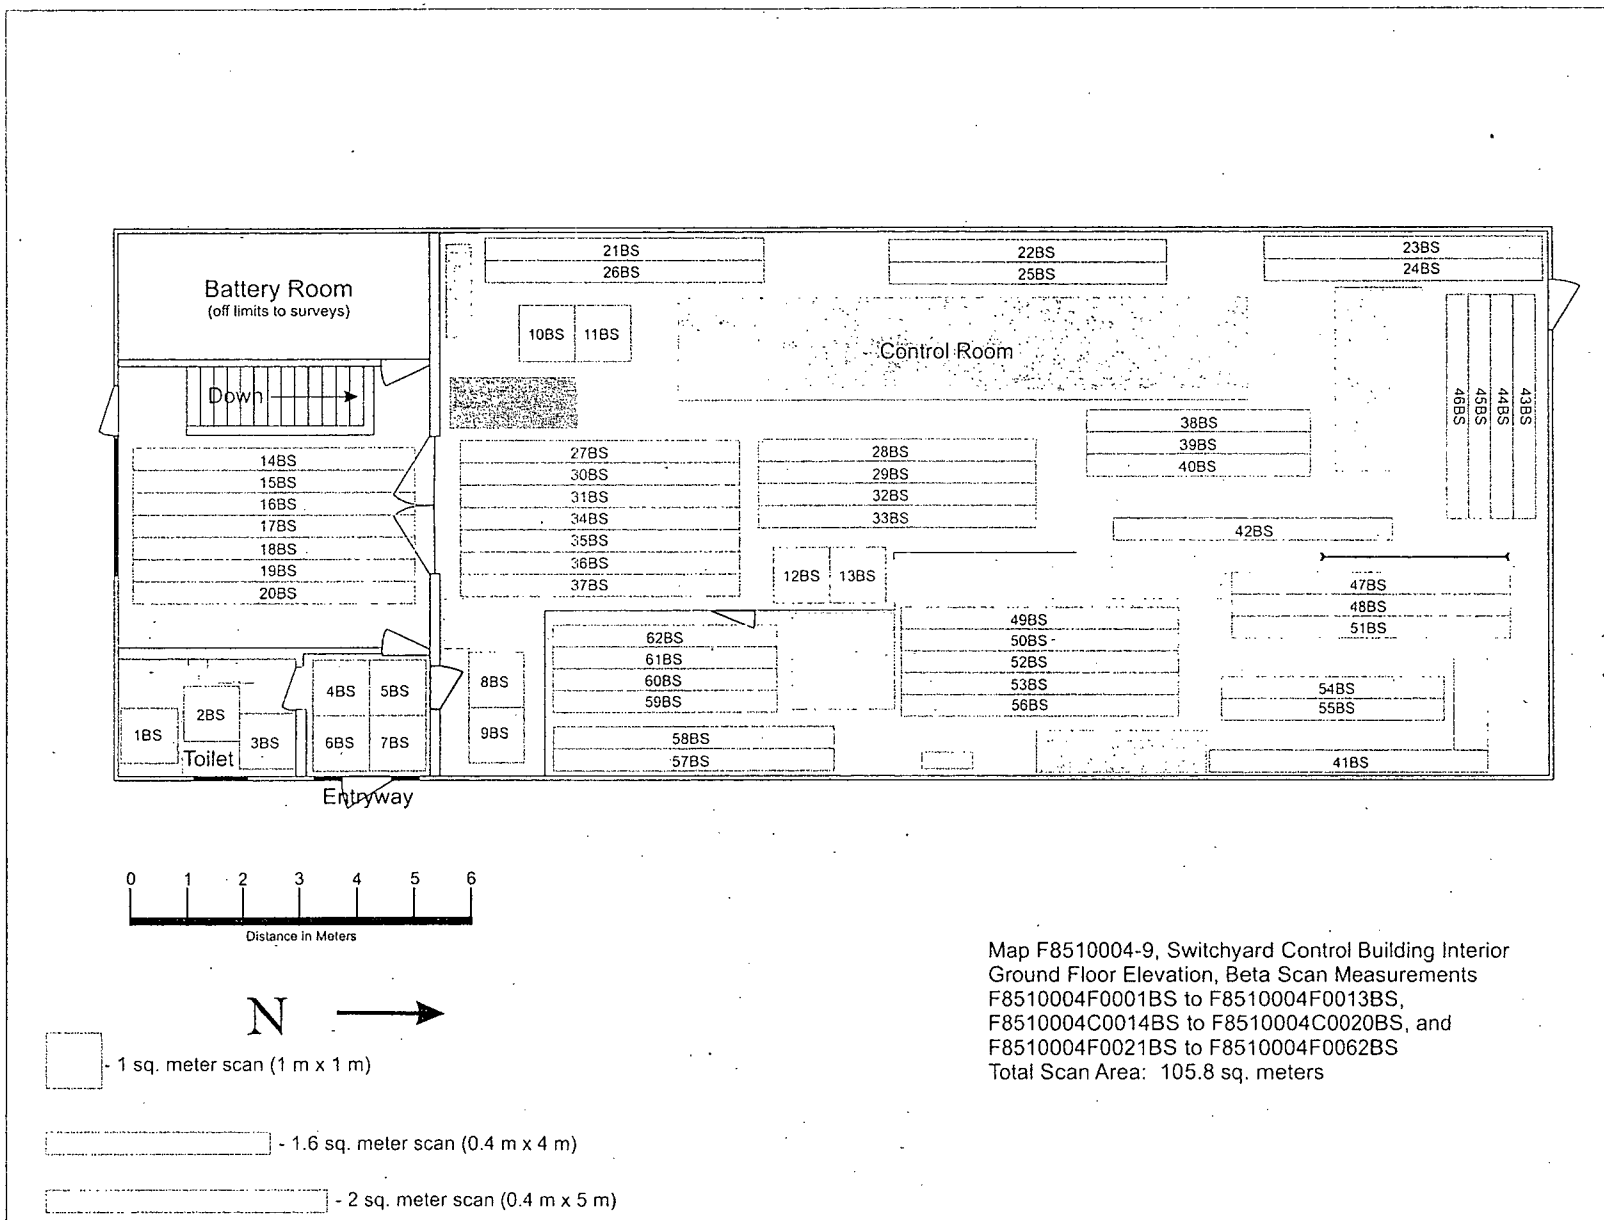 21BS
26BS
22BS
25BS
23BS
24BS
Battery Room
(off limits to surveys)
10BS
11BS
Control Room
46BS
45BS
44BS
43BS
Down
38BS
39BS
40BS
14BS
15BS
16BS
17BS
18BS
19BS
20BS
27BS
30BS
31BS
34BS
35BS
36BS
37BS
28BS
29BS
32BS
33BS
42BS
12BS
13BS
47BS
48BS
51BS
49BS
50BS
52BS
53BS
56BS
62BS
61BS
60BS
59BS
58BS
57BS
54BS
55BS
41BS
8BS
9BS
4BS
5BS
6BS
7BS
1BS
2BS
3BS
Toilet
Entryway
0 1 2 3 4 5 6
Distance in Meters
N
- 1 sq. meter scan (1 m x 1 m)
- 1.6 sq. meter scan (0.4 m x 4 m)
- 2 sq. meter scan (0.4 m x 5 m)
Map F8510004-9, Switchyard Control Building Interior
Ground Floor Elevation, Beta Scan Measurements
F8510004F0001BS to F8510004F0013BS,
F8510004C0014BS to F8510004C0020BS, and
F8510004F0021BS to F8510004F0062BS
Total Scan Area: 105.8 sq. meters